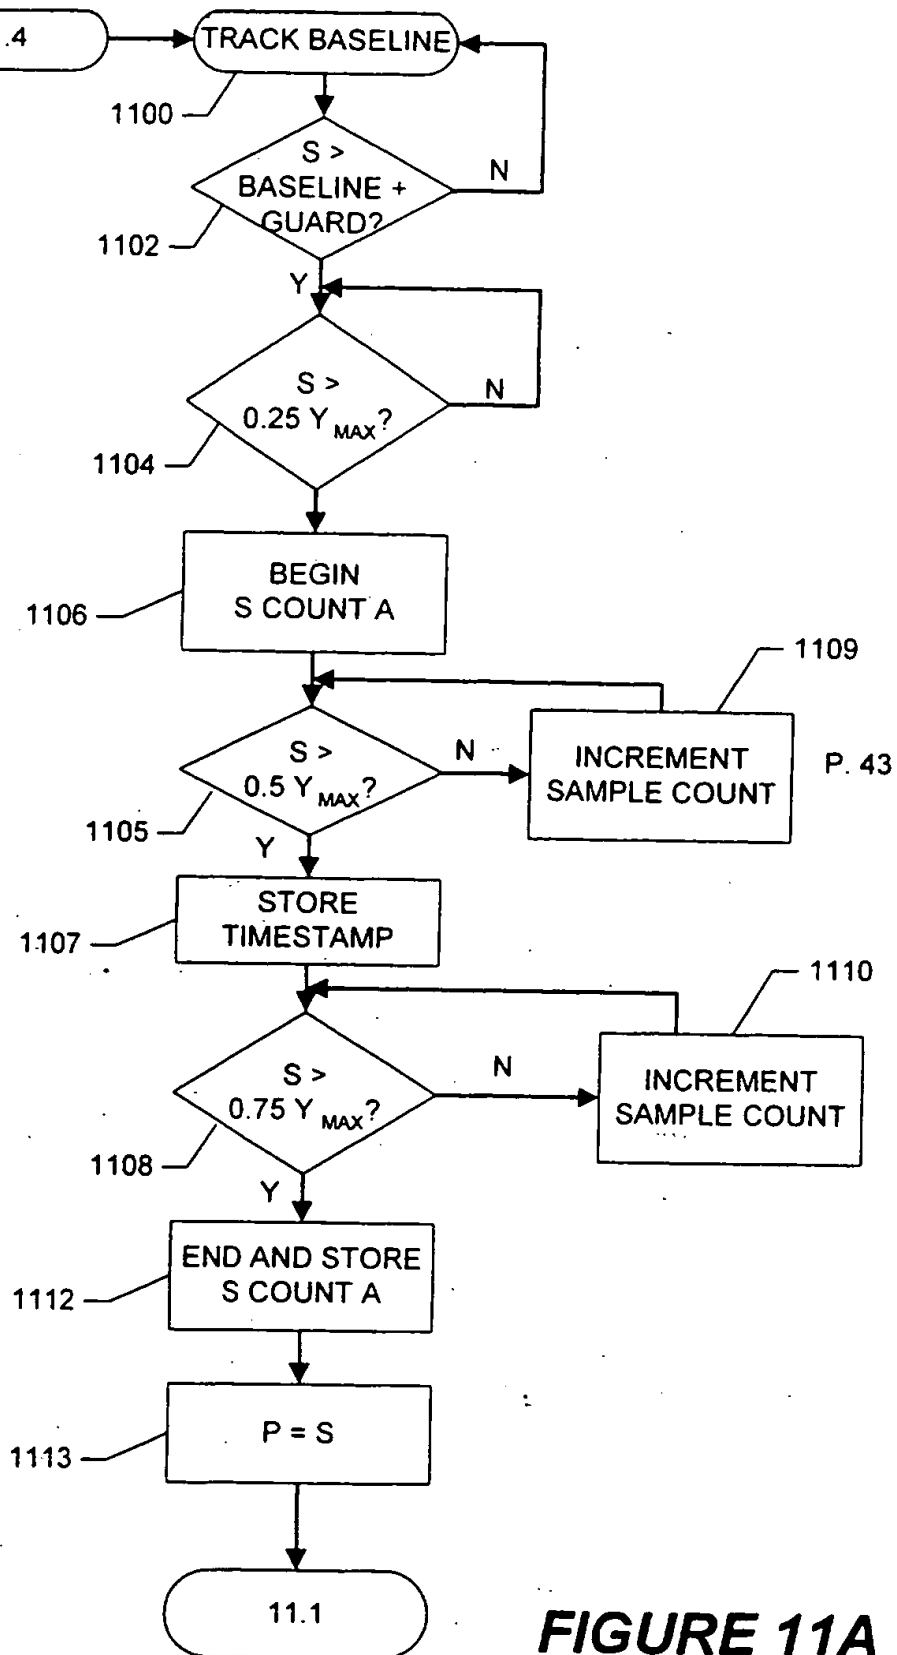 .4
TRACK BASELINE
1100
S >
BASELINE +
GUARD?
N
1102
Y
S >
0.25 Y MAX?
N
1104
BEGIN
S COUNT A
1106
1109
S >
0.5 Y MAX?
N
INCREMENT
SAMPLE COUNT
P. 43
1105
Y
STORE
TIMESTAMP
1107
1110
S >
0.75 Y MAX?
N
INCREMENT
SAMPLE COUNT
1108
Y
END AND STORE
S COUNT A
1112
P = S
1113
11.1
FIGURE 11A